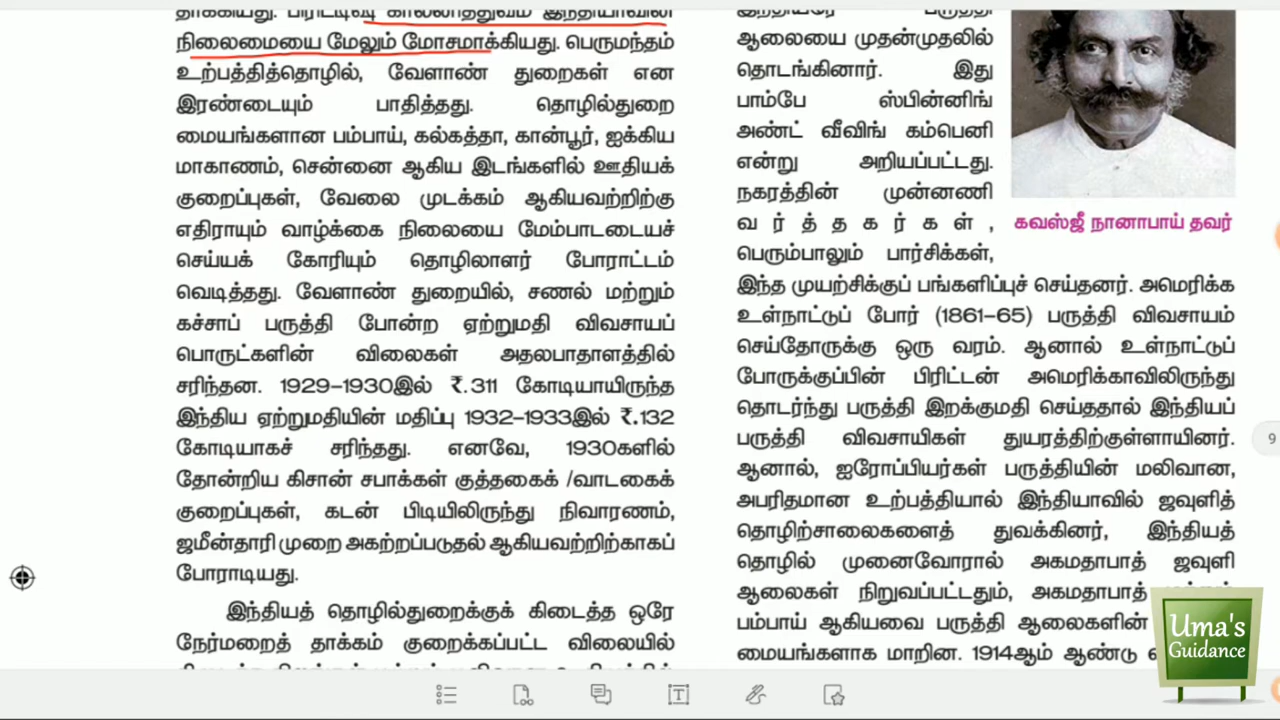 தாக்கியது. பிரிட்டிஷ் காலனித்துவம் இந்தியாவின்
நிலைமையை மேலும் மோசமாக்கியது. பெருமந்தம்
உற்பத்தித்தொழில், வேளாண் துறைகள் என
இரண்டையும் பாதித்தது. தொழில்துறை
மையங்களான பம்பாய், கல்கத்தா, கான்பூர், ஐக்கிய
மாகாணம், சென்னை ஆகிய இடங்களில் ஊதியக்
குறைப்புகள், வேலை முடக்கம் ஆகியவற்றிற்கு
எதிராயும் வாழ்க்கை நிலையை மேம்பாடடையச்
செய்யக் கோரியும் தொழிலாளர் போராட்டம்
வெடித்தது. வேளாண் துறையில், சணல் மற்றும்
கச்சாப் பருத்தி போன்ற ஏற்றுமதி விவசாயப்
பொருட்களின் விலைகள் அதலபாதாளத்தில்
சரிந்தன. 1929–1930இல் ₹.311 கோடியாயிருந்த
இந்திய ஏற்றுமதியின் மதிப்பு 1932–1933இல் ₹.132
கோடியாகச் சரிந்தது. எனவே, 1930களில்
தோன்றிய கிசான் சபாக்கள் குத்தகைக் /வாடகைக்
குறைப்புகள், கடன் பிடியிலிருந்து நிவாரணம்,
ஜமீன்தாரி முறை அகற்றப்படுதல் ஆகியவற்றிற்காகப்
போராடியது.
இந்தியத் தொழில்துறைக்குக் கிடைத்த ஒரே
நேர்மறைத் தாக்கம் குறைக்கப்பட்ட விலையில்
இந்தியரே பருத்தி
ஆலையை முதன்முதலில்
தொடங்கினார். இது
பாம்பே ஸ்பின்னிங்
அண்ட் வீவிங் கம்பெனி
என்று அறியப்பட்டது.
நகரத்தின் முன்னணி
வர்த்தகர்கள்,
பெரும்பாலும் பார்சிக்கள்,
கவஸ்ஜீ நானாபாய் தவர்
இந்த முயற்சிக்குப் பங்களிப்புச் செய்தனர். அமெரிக்க
உள்நாட்டுப் போர் (1861–65) பருத்தி விவசாயம்
செய்தோருக்கு ஒரு வரம். ஆனால் உள்நாட்டுப்
போருக்குப்பின் பிரிட்டன் அமெரிக்காவிலிருந்து
தொடர்ந்து பருத்தி இறக்குமதி செய்ததால் இந்தியப்
பருத்தி விவசாயிகள் துயரத்திற்குள்ளாயினர்.
ஆனால், ஐரோப்பியர்கள் பருத்தியின் மலிவான,
அபரிதமான உற்பத்தியால் இந்தியாவில் ஜவுளித்
தொழிற்சாலைகளைத் துவக்கினர், இந்தியத்
தொழில் முனைவோரால் அகமதாபாத் ஜவுளி
ஆலைகள் நிறுவப்பட்டதும், அகமதாபாத்
பம்பாய் ஆகியவை பருத்தி ஆலைகளின்
மையங்களாக மாறின. 1914ஆம் ஆண்டு
9
Uma's
Guidance